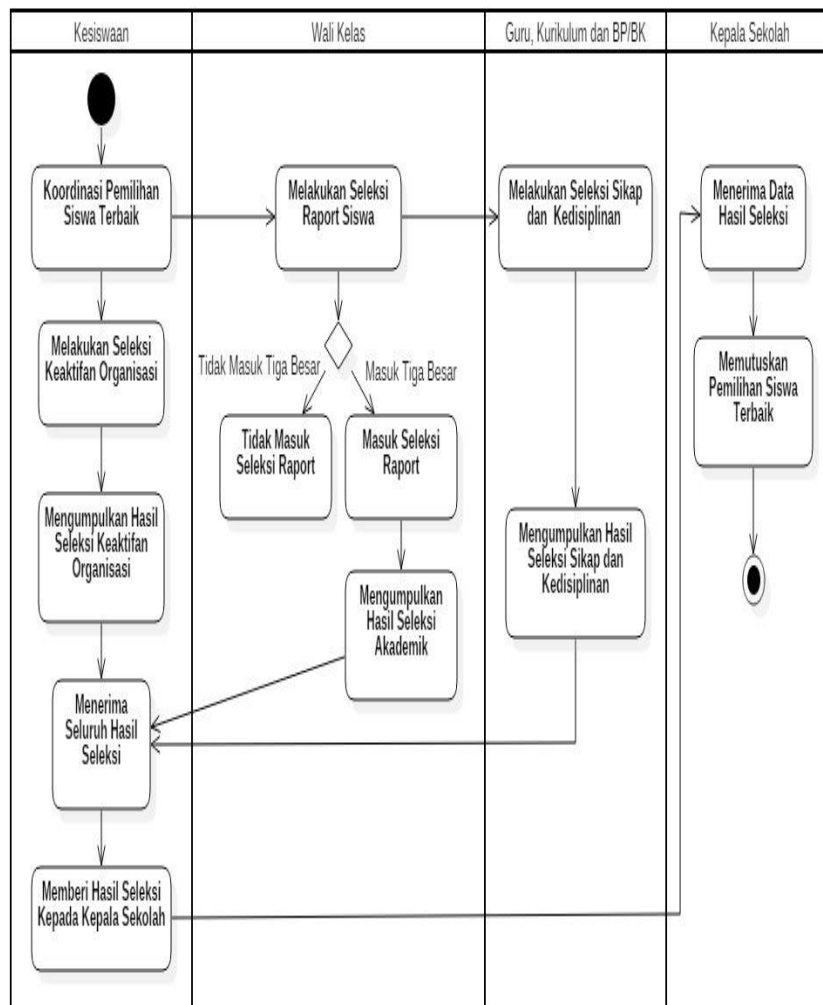 Kesiswaan
Wali Kelas
Guru, Kurikulum dan BP/BK
Kepala Sekolah
Koordinasi Pemilihan
Siswa Terbaik
Melakukan Seleksi
Raport Siswa
Melakukan Seleksi Sikap
dan Kedisiplinan
Menerima Data
Hasil Seleksi
Melakukan Seleksi
Keaktifan Organisasi
Tidak Masuk Tiga Besar
Masuk Tiga Besar
Memutuskan
Pemilihan Siswa
Terbaik
Tidak Masuk
Seleksi Raport
Masuk Seleksi
Raport
Mengumpulkan Hasil
Seleksi Keaktifan
Organisasi
Mengumpulkan Hasil
Seleksi Sikap dan
Kedisiplinan
Mengumpulkan
Hasil Seleksi
Akademik
Menerima
Seluruh Hasil
Seleksi
Memberi Hasil Seleksi
Kepada Kepala Sekolah